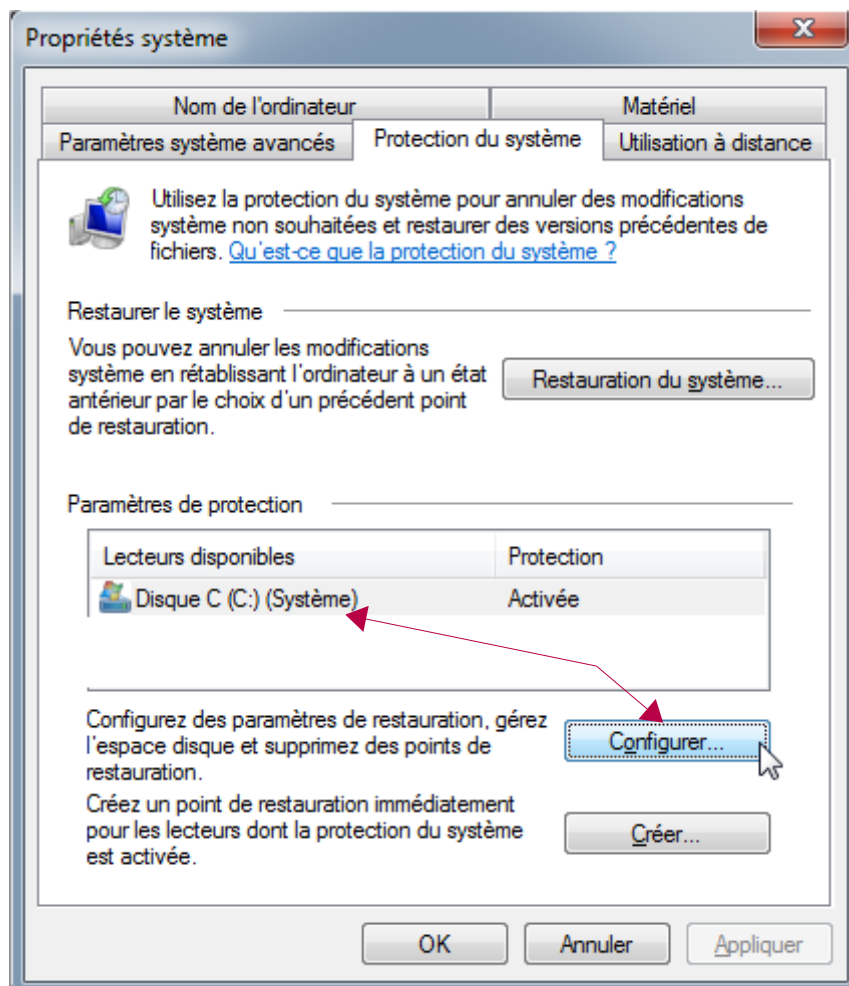 Propriétés système
Nom de l'ordinateur
Matériel
Paramètres système avancés
Protection du système
Utilisation à distance
Utilisez la protection du système pour annuler des modifications
système non souhaitées et restaurer des versions précédentes de
fichiers. Qu'est-ce que la protection du système ?
Restaurer le système
Vous pouvez annuler les modifications
système en rétablissant l'ordinateur à un état
antérieur par le choix d'un précédent point
de restauration.
Restauration du système...
Paramètres de protection
Lecteurs disponibles
Protection
Disque C (C:) (Système)
Activée
Configurez des paramètres de restauration, gérez
l'espace disque et supprimez des points de
restauration.
Configurer...
Créez un point de restauration immédiatement
pour les lecteurs dont la protection du système
est activée.
Créer...
OK
Annuler
Appliquer